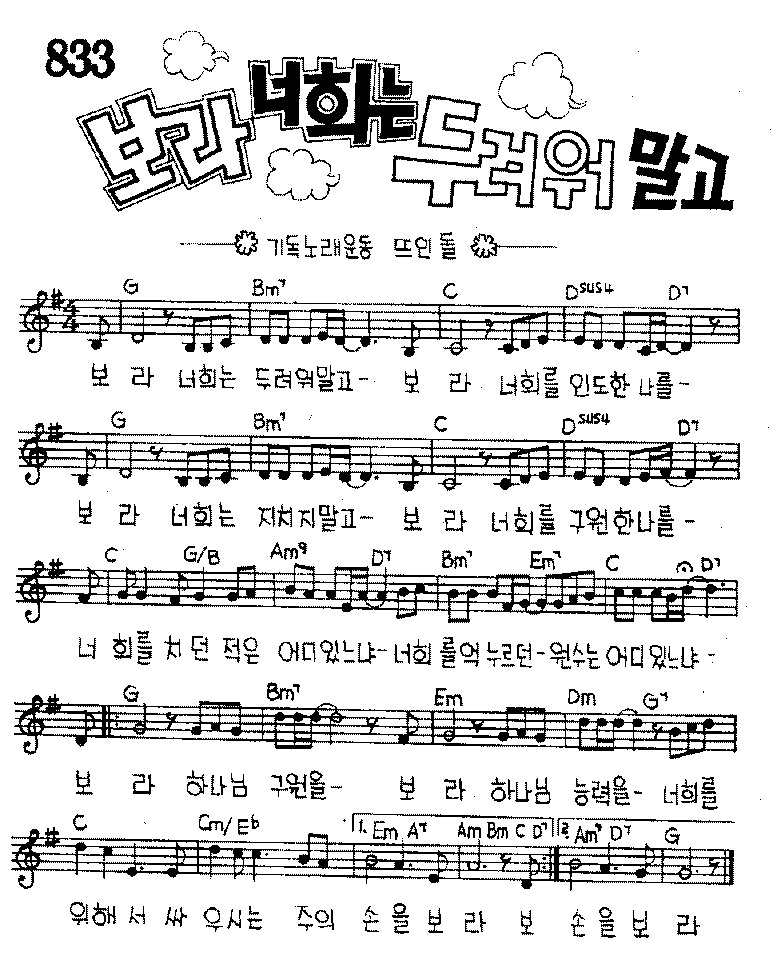 833
보라 너희는 두려워 말고
기독노래운동 뜨인돌
G Bm7 C Dsus4 D7
보 라 너희는 두려워말고- 보 라 너희를 인도한 나를-
G Bm7 C Dsus4 D7
보 라 너희는 지치지말고- 보 라 너희를 구원한나를-
C G/B Am9 D7 Bm7 Em7 C D7
너 희를 치 던 적은 어디있느냐- 너희 를억 누르던- 원수는 어디있느냐-
G Bm7 Em Dm G7
보 라 하나님 구원을- 보 라 하나님 능력을- 너희를
C Cm/Eb 1. Em A7 Am Bm C D7 2. Am9 D7 G
위해서 싸 우시는 주의 손을 보 라 보 손을 보 라